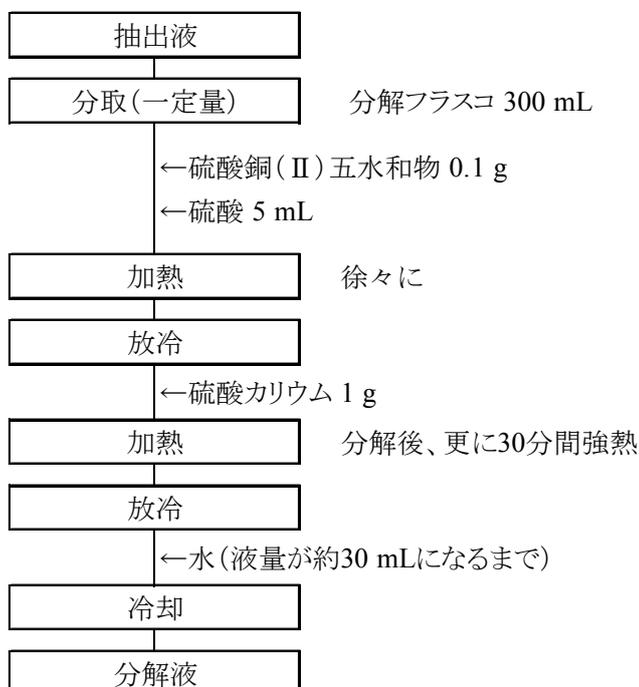 抽出液
分取(一定量) 分解フラスコ 300 mL
←硫酸銅(Ⅱ)五水和物 0.1 g
←硫酸 5 mL
加熱 徐々に
放冷
←硫酸カリウム 1 g
加熱 分解後、更に30分間強熱
放冷
←水(液量が約30 mLになるまで)
冷却
分解液